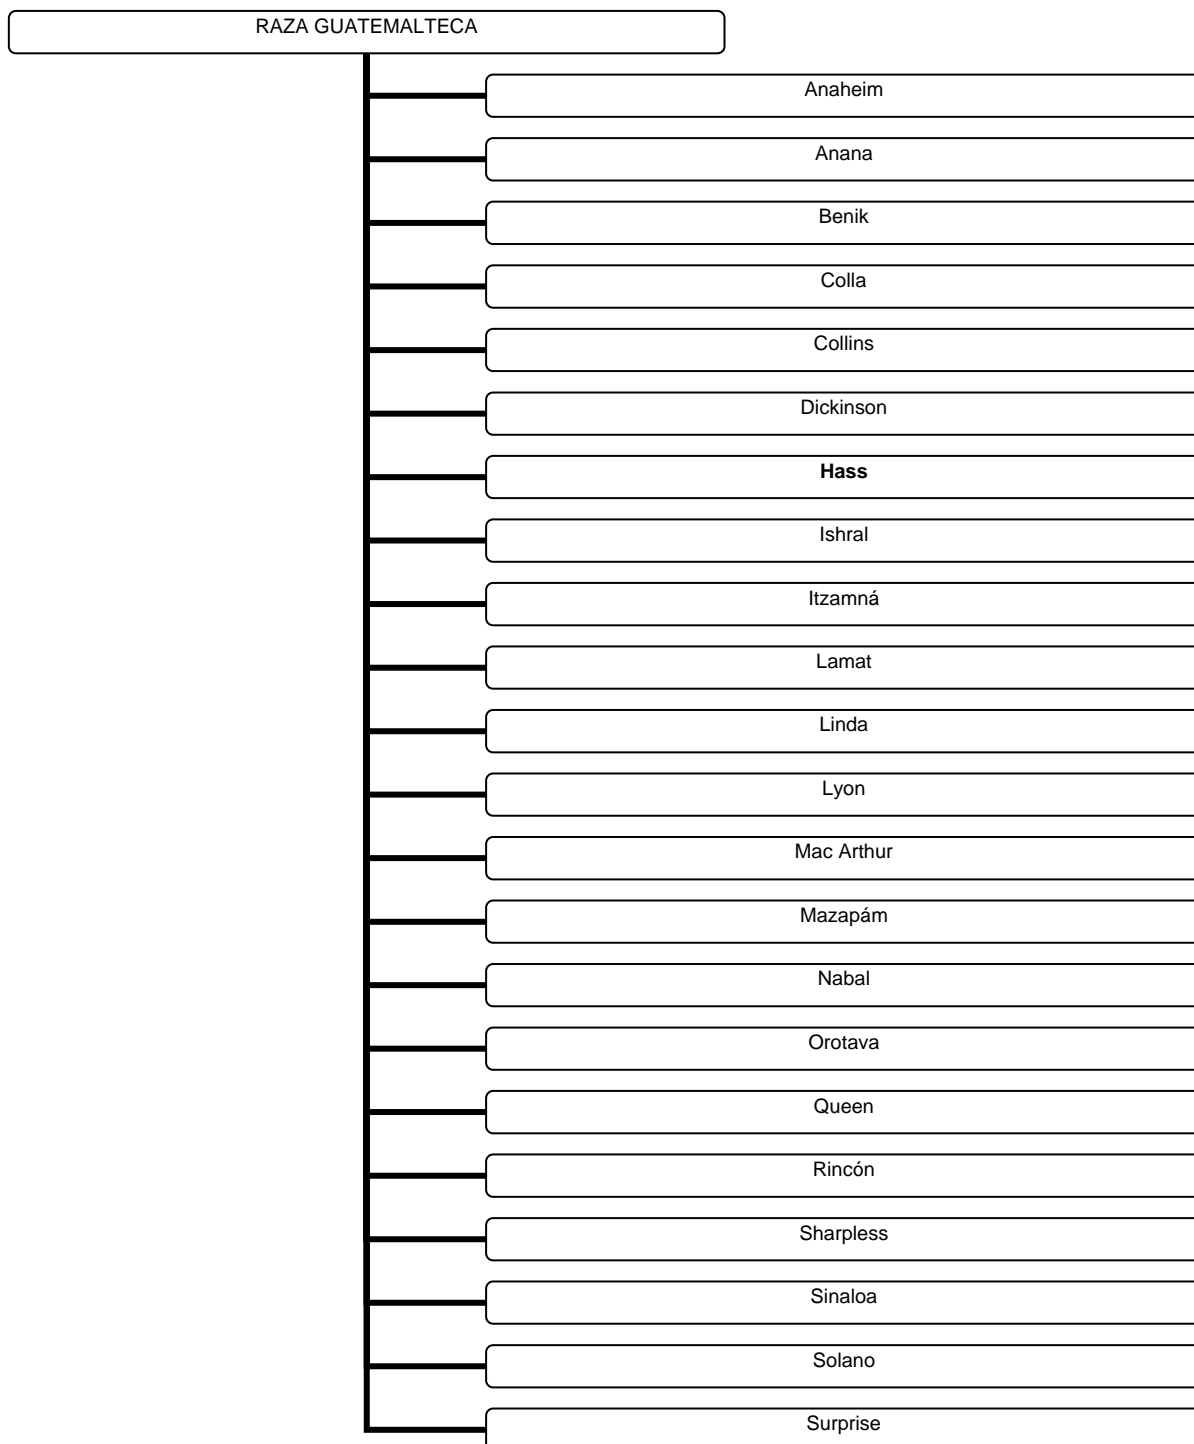 RAZA GUATEMALTECA
Anaheim
Anana
Benik
Colla
Collins
Dickinson
Hass
Ishral
Itzamná
Lamat
Linda
Lyon
Mac Arthur
Mazapám
Nabal
Orotava
Queen
Rincón
Sharpless
Sinaloa
Solano
Surprise